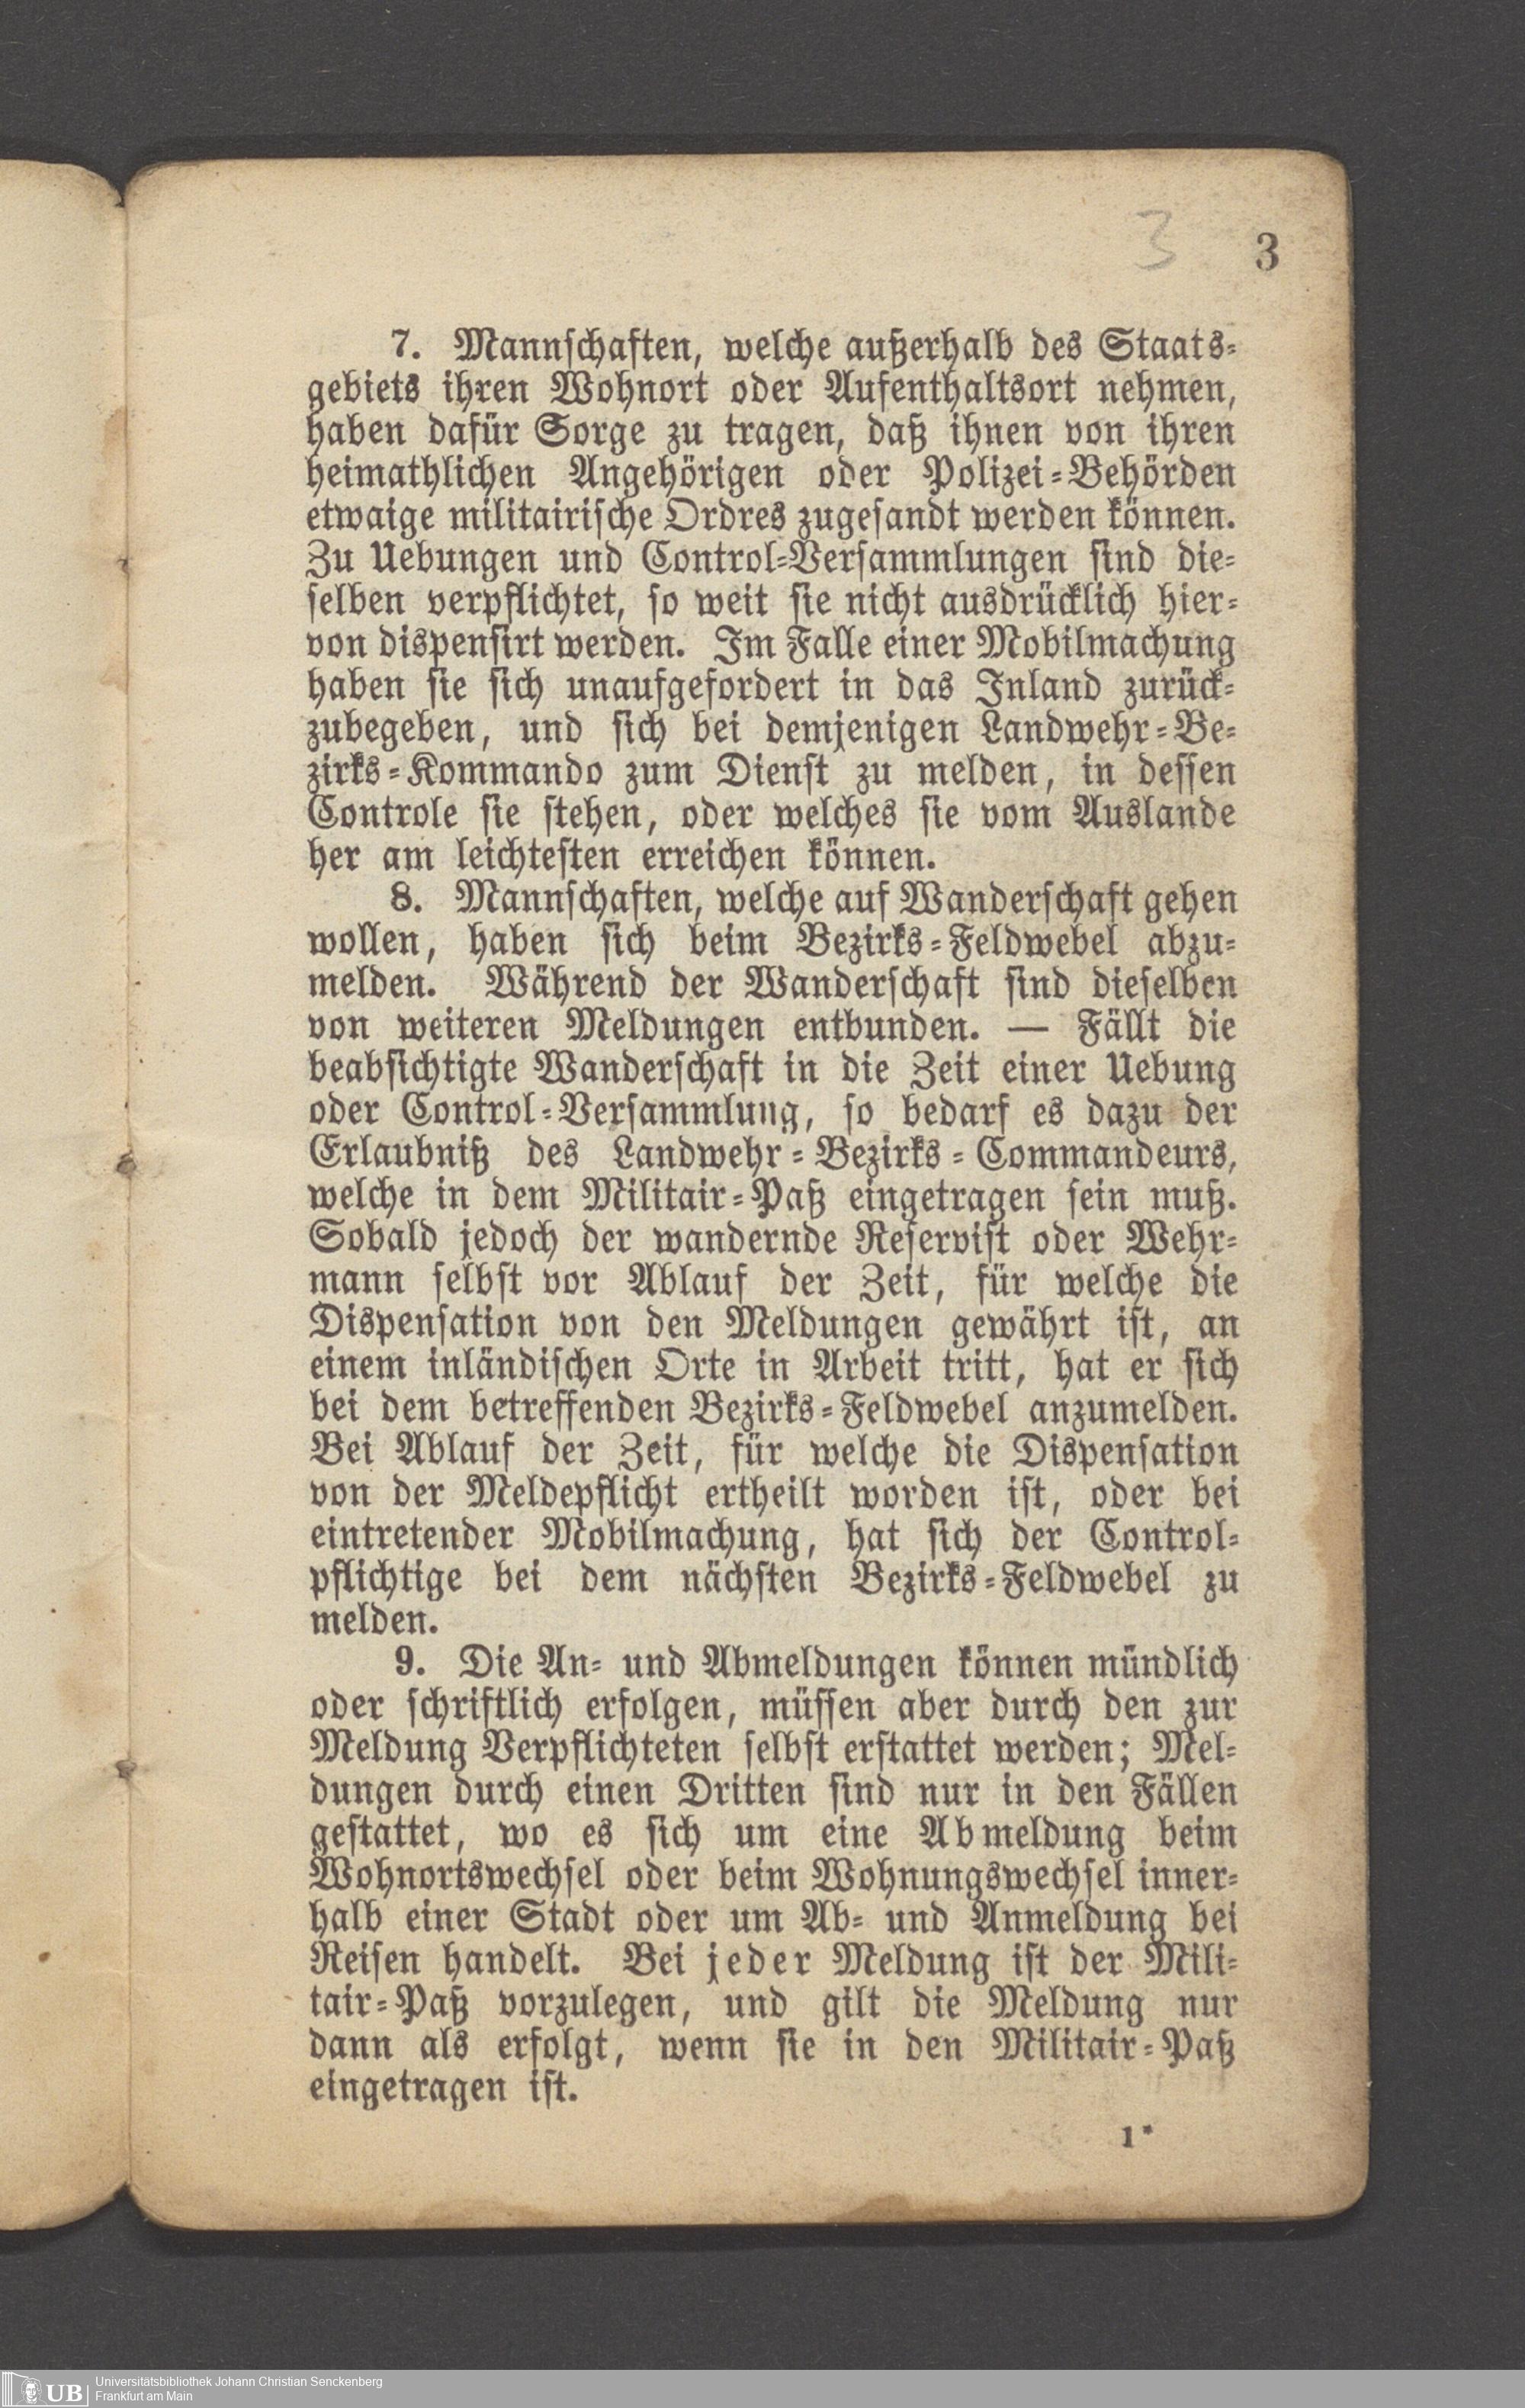 3
3
7. Mannschaften, welche außerhalb des Staats-
gebiets ihren Wohnort oder Aufenthaltsort nehmen,
haben dafür Sorge zu tragen, daß ihnen von ihren
heimathlichen Angehörigen oder Polizei-Behörden
etwaige militairische Ordres zugesandt werden können.
Zu Uebungen und Control-Versammlungen sind die-
selben verpflichtet, so weit sie nicht ausdrücklich hier-
von dispensirt werden. Im Falle einer Mobilmachung
haben sie sich unaufgefordert in das Inland zurück-
zubegeben, und sich bei demjenigen Landwehr-Be-
zirks-Kommando zum Dienst zu melden, in dessen
Controle sie stehen, oder welches sie vom Auslande
her am leichtesten erreichen können.
8. Mannschaften, welche auf Wanderschaft gehen
wollen, haben sich beim Bezirks-Feldwebel abzu-
melden. Während der Wanderschaft sind dieselben
von weiteren Meldungen entbunden. — Fällt die
beabsichtigte Wanderschaft in die Zeit einer Uebung
oder Control-Versammlung, so bedarf es dazu der
Erlaubniß des Landwehr-Bezirks-Commandeurs,
welche in dem Militair-Paß eingetragen sein muß.
Sobald jedoch der wandernde Reservist oder Wehr-
mann selbst vor Ablauf der Zeit, für welche die
Dispensation von den Meldungen gewährt ist, an
einem inländischen Orte in Arbeit tritt, hat er sich
bei dem betreffenden Bezirks-Feldwebel anzumelden.
Bei Ablauf der Zeit, für welche die Dispensation
von der Meldepflicht ertheilt worden ist, oder bei
eintretender Mobilmachung, hat sich der Control-
pflichtige bei dem nächsten Bezirks-Feldwebel zu
melden.
9. Die An- und Abmeldungen können mündlich
oder schriftlich erfolgen, müssen aber durch den zur
Meldung Verpflichteten selbst erstattet werden; Mel-
dungen durch einen Dritten sind nur in den Fällen
gestattet, wo es sich um eine Abmeldung beim
Wohnortswechsel oder beim Wohnungswechsel inner-
halb einer Stadt oder um Ab- und Anmeldung bei
Reisen handelt. Bei jeder Meldung ist der Mili-
tair-Paß vorzulegen, und gilt die Meldung nur
dann als erfolgt, wenn sie in den Militair-Paß
eingetragen ist.
1*
UB
Universitätsbibliothek Johann Christian Senckenberg
Frankfurt am Main